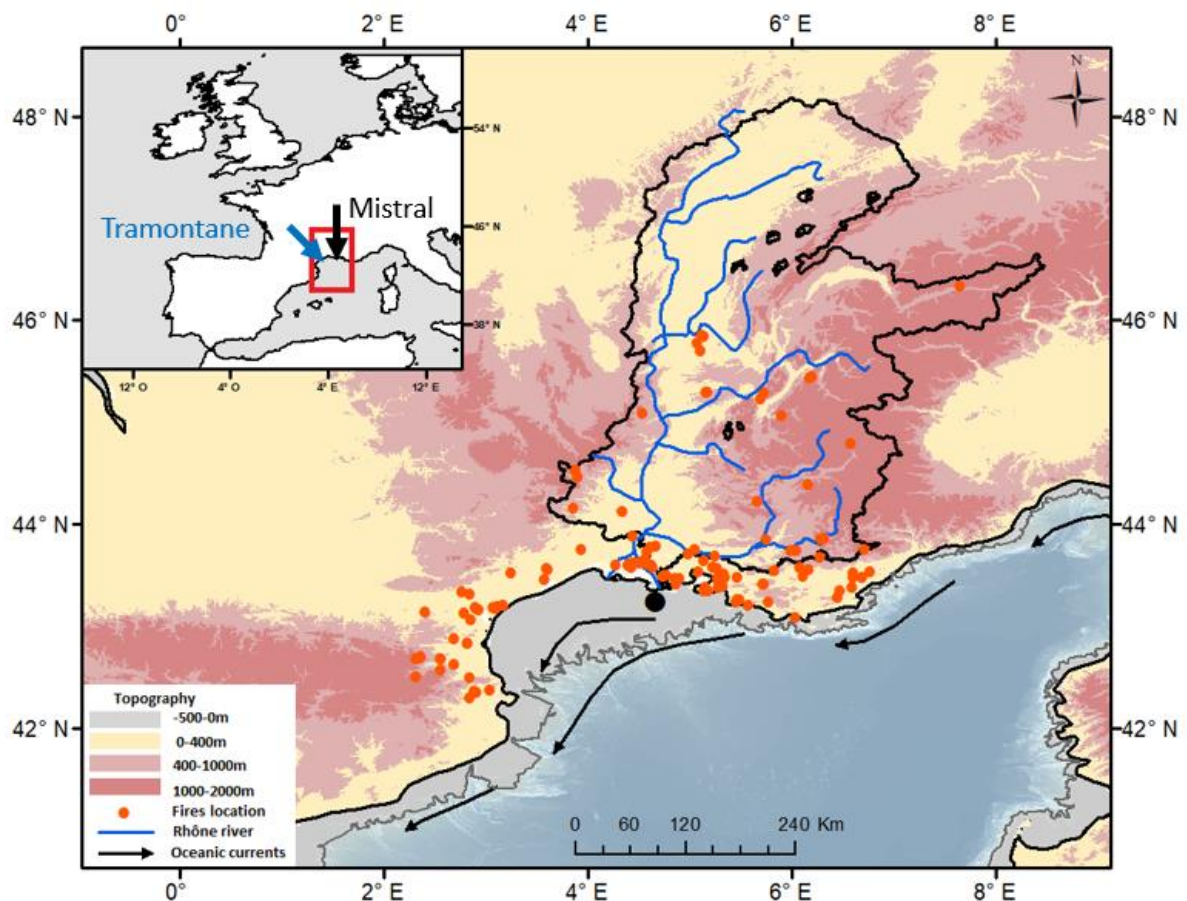 0° 2° E 4° E 6° E 8° E
N
48° N 48° N
54° N
Mistral
Tramontane
46° N
46° N 38° N 46° N
12° O 4° O 4° E 12° E
44° N 44° N
42° N 42° N
Topography
-500-0m
0-400m
400-1000m
1000-2000m
Fires location
Rhône river
Oceanic currents
0 60 120 240 Km
0° 2° E 4° E 6° E 8° E